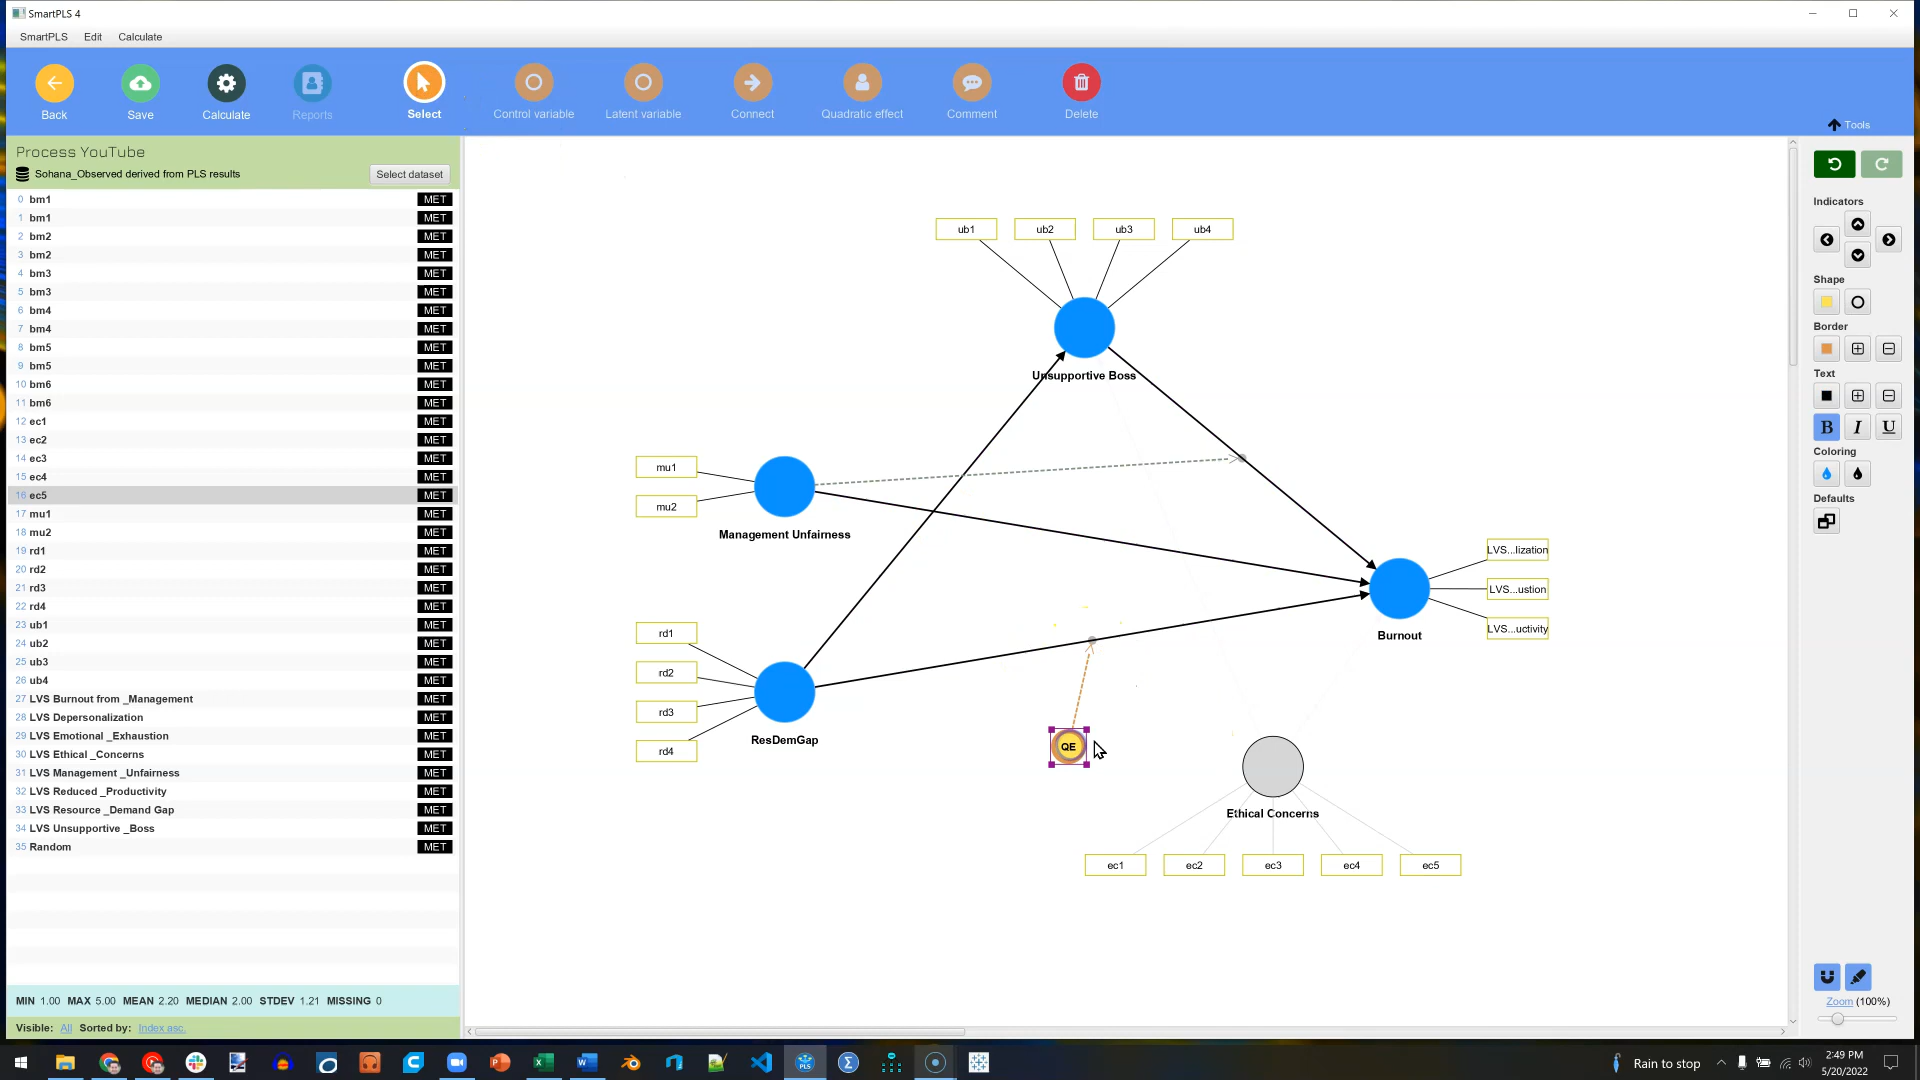 SmartPLS 4
SmartPLS Edit Calculate
Back Save Calculate Reports Select Control variable Latent variable Connect Quadratic effect Comment Delete
Tools
Process YouTube
Sohana_Observed derived from PLS results Select dataset
0 bm1 MET
1 bm1 MET
2 bm2 MET
3 bm2 MET
4 bm3 MET
5 bm3 MET
6 bm4 MET
7 bm4 MET
8 bm5 MET
9 bm5 MET
10 bm6 MET
11 bm6 MET
12 ec1 MET
13 ec2 MET
14 ec3 MET
15 ec4 MET
16 ec5 MET
17 mu1 MET
18 mu2 MET
19 rd1 MET
20 rd2 MET
21 rd3 MET
22 rd4 MET
23 ub1 MET
24 ub2 MET
25 ub3 MET
26 ub4 MET
27 LVS Burnout from _Management MET
28 LVS Depersonalization MET
29 LVS Emotional _Exhaustion MET
30 LVS Ethical _Concerns MET
31 LVS Management _Unfairness MET
32 LVS Reduced _Productivity MET
33 LVS Resource _Demand Gap MET
34 LVS Unsupportive _Boss MET
35 Random MET
MIN 1.00 MAX 5.00 MEAN 2.20 MEDIAN 2.00 STDEV 1.21 MISSING 0
Visible: All Sorted by: Index asc.
ub1 ub2 ub3 ub4
Unsupportive Boss
mu1
mu2
Management Unfairness
rd1
rd2
rd3
rd4
ResDemGap
QE
LVS...lization
LVS...ustion
LVS...uctivity
Burnout
Ethical Concerns
ec1 ec2 ec3 ec4 ec5
Indicators
Shape
Border
Text
B I U
Coloring
Defaults
Zoom (100%)
PLS
Rain to stop
2:49 PM
5/20/2022